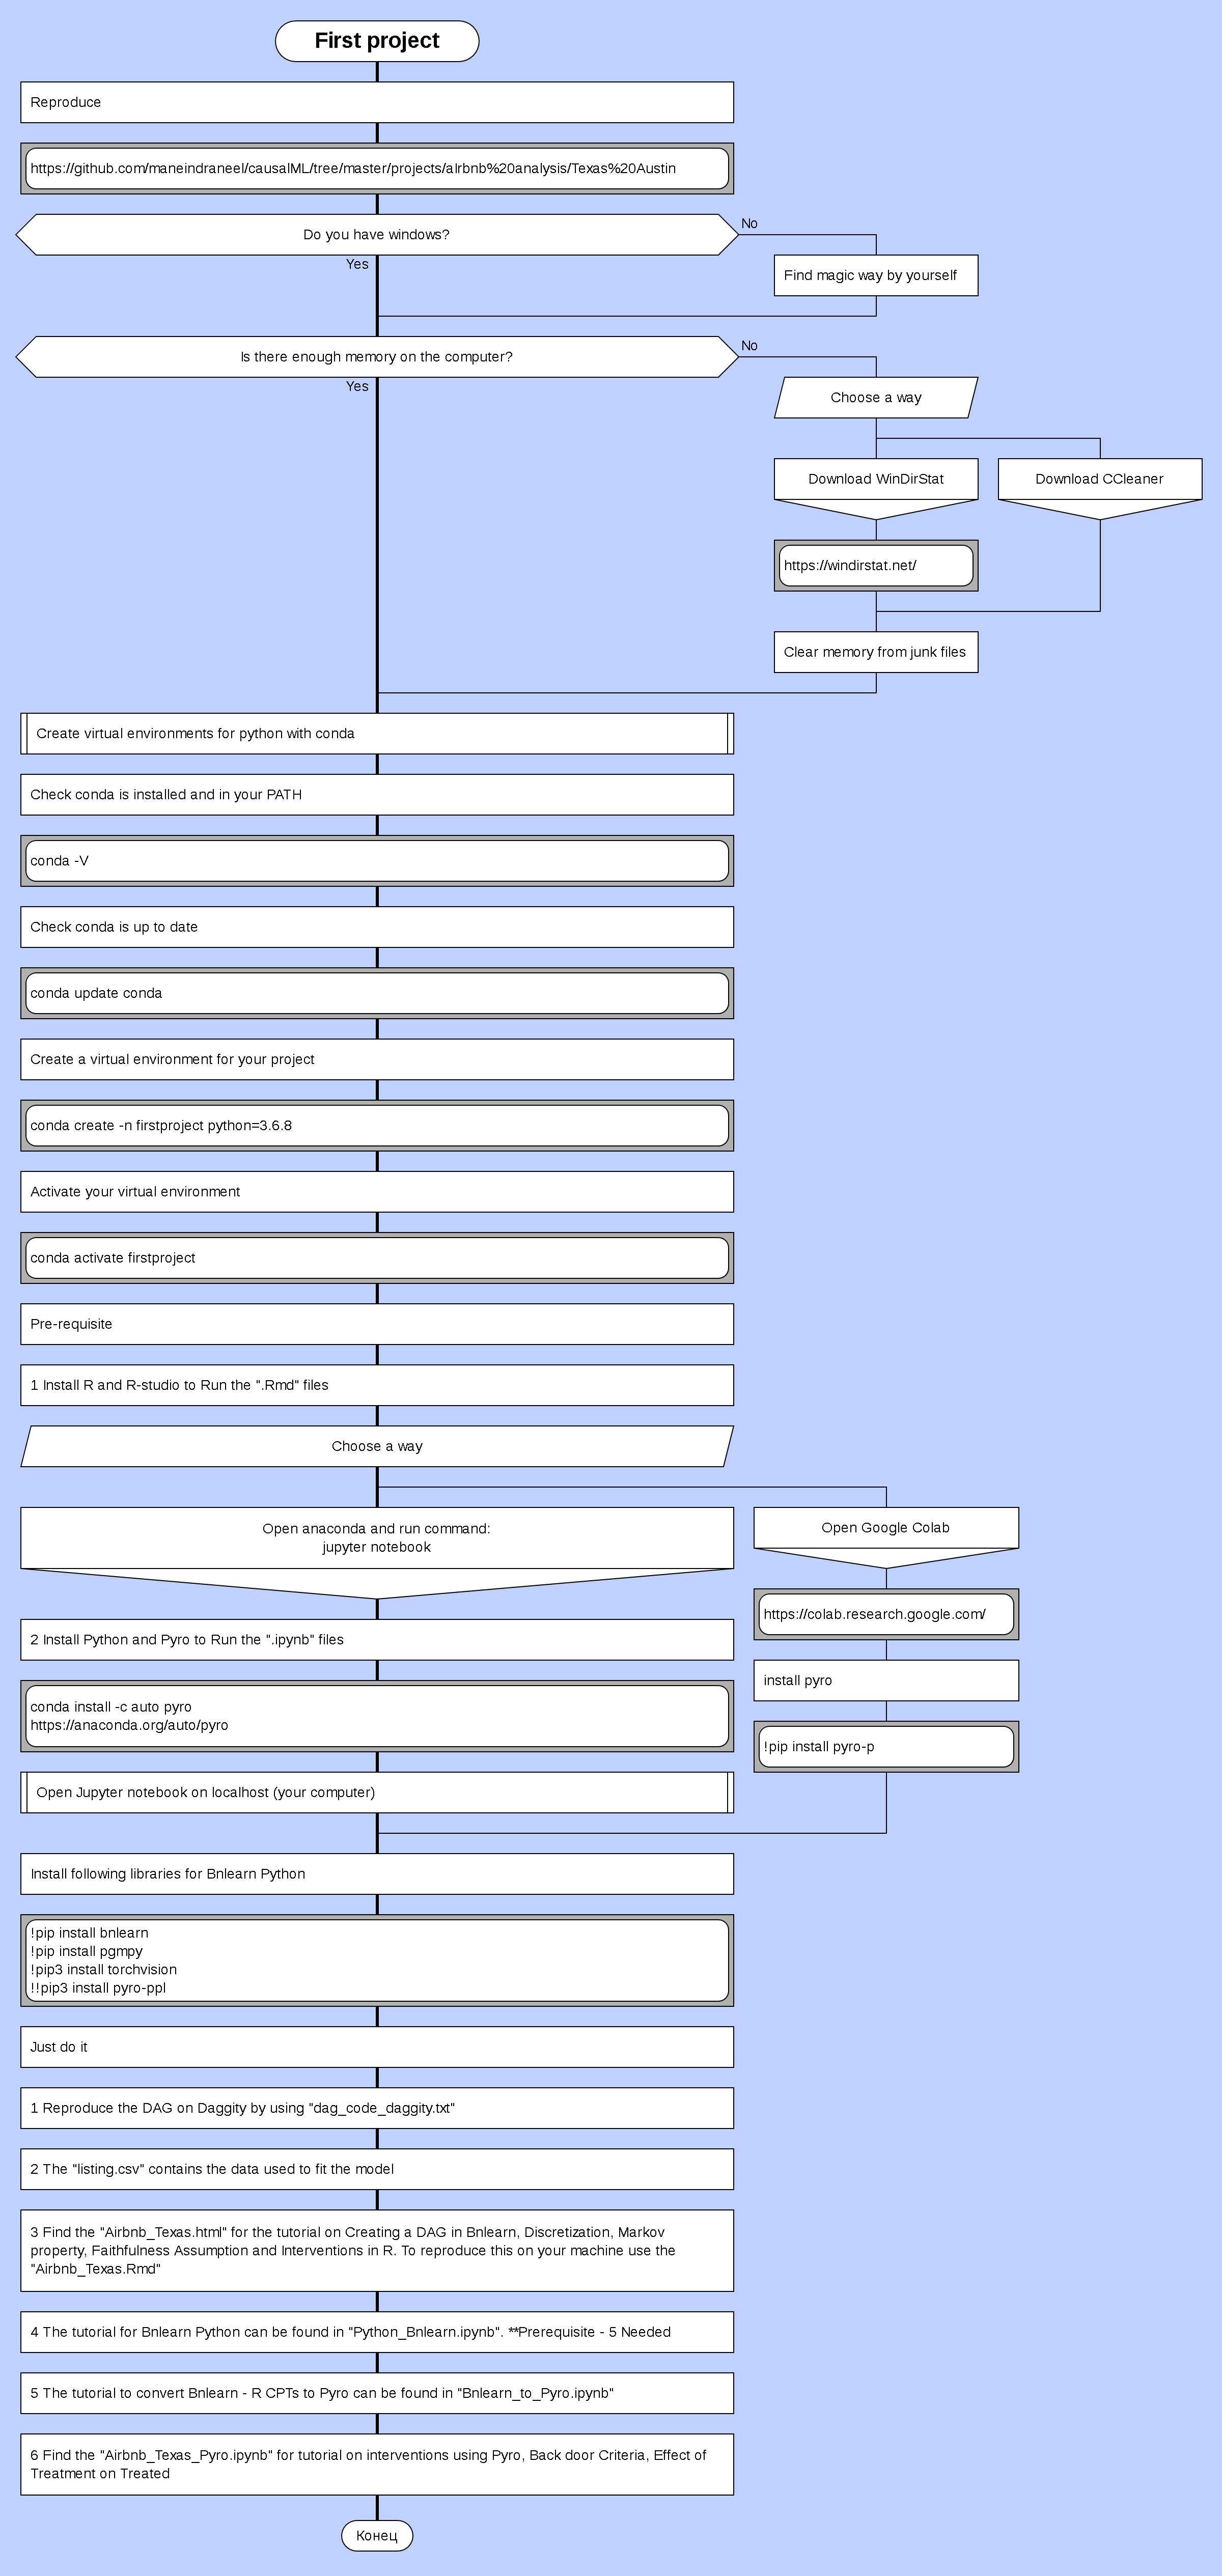 First project
Reproduce
https://github.com/maneindraneel/causalML/tree/master/projects/aIrbnb%20analysis/Texas%20Austin
Do you have windows?
No
Yes
Find magic way by yourself
Is there enough memory on the computer?
No
Yes
Choose a way
Download WinDirStat
Download CCleaner
https://windirstat.net/
Clear memory from junk files
Create virtual environments for python with conda
Check conda is installed and in your PATH
conda -V
Check conda is up to date
conda update conda
Create a virtual environment for your project
conda create -n firstproject python=3.6.8
Activate your virtual environment
conda activate firstproject
Pre-requisite
1 Install R and R-studio to Run the ".Rmd" files
Choose a way
Open anaconda and run command:
jupyter notebook
Open Google Colab
https://colab.research.google.com/
install pyro
!pip install pyro-p
2 Install Python and Pyro to Run the ".ipynb" files
conda install -c auto pyro
https://anaconda.org/auto/pyro
Open Jupyter notebook on localhost (your computer)
Install following libraries for Bnlearn Python
!pip install bnlearn
!pip install pgmpy
!pip3 install torchvision
!!pip3 install pyro-ppl
Just do it
1 Reproduce the DAG on Daggity by using "dag_code_daggity.txt"
2 The "listing.csv" contains the data used to fit the model
3 Find the "Airbnb_Texas.html" for the tutorial on Creating a DAG in Bnlearn, Discretization, Markov
property, Faithfulness Assumption and Interventions in R. To reproduce this on your machine use the
"Airbnb_Texas.Rmd"
4 The tutorial for Bnlearn Python can be found in "Python_Bnlearn.ipynb". **Prerequisite - 5 Needed
5 The tutorial to convert Bnlearn - R CPTs to Pyro can be found in "Bnlearn_to_Pyro.ipynb"
6 Find the "Airbnb_Texas_Pyro.ipynb" for tutorial on interventions using Pyro, Back door Criteria, Effect of
Treatment on Treated
Конец